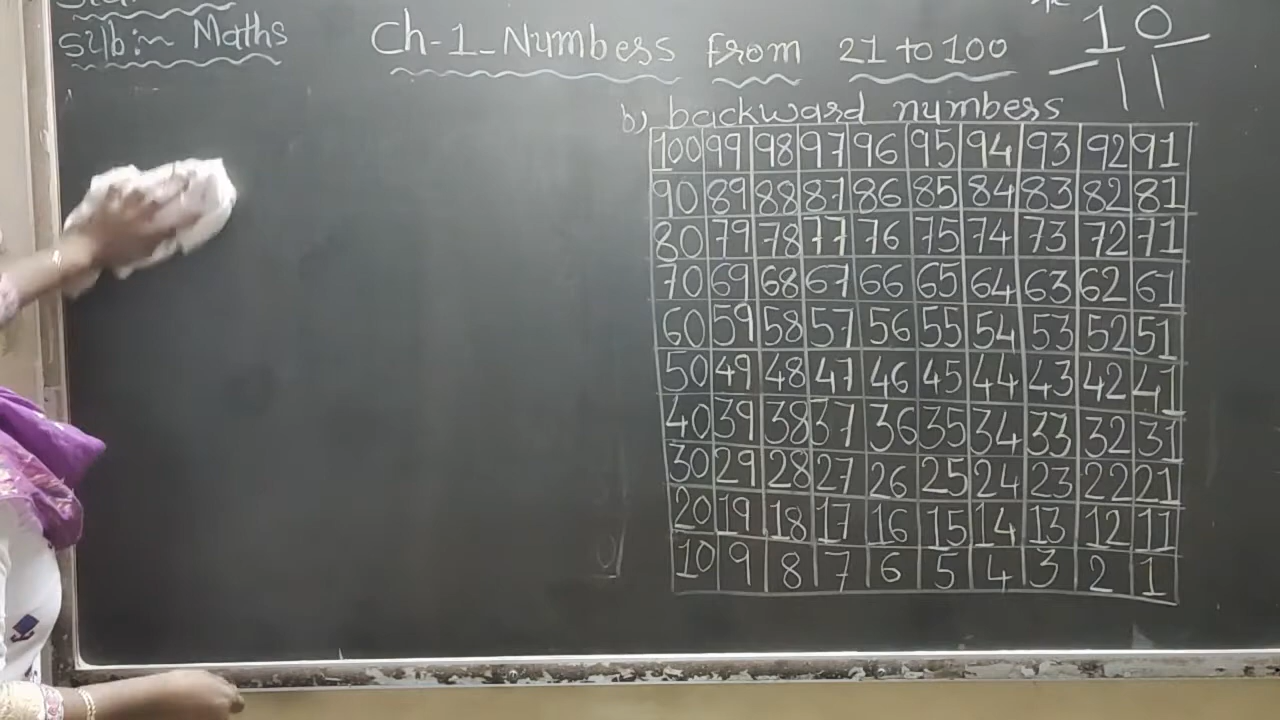 Sub:- Maths
Ch-1 - Numbers from 21 to 100
10
11
b) backward numbers
100 99 98 97 96 95 94 93 92 91
90 89 88 87 86 85 84 83 82 81
80 79 78 77 76 75 74 73 72 71
70 69 68 67 66 65 64 63 62 61
60 59 58 57 56 55 54 53 52 51
50 49 48 47 46 45 44 43 42 41
40 39 38 37 36 35 34 33 32 31
30 29 28 27 26 25 24 23 22 21
20 19 18 17 16 15 14 13 12 11
10 9 8 7 6 5 4 3 2 1